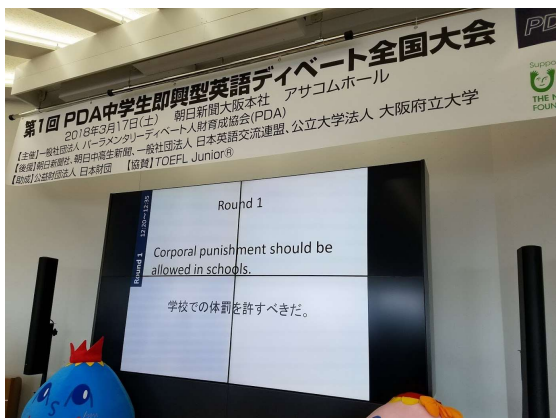 第1回 PDA中学生即興型英語ディベート全国大会
2018年3月17日(土) 朝日新聞大阪本社 アサコムホール
【主催】一般社団法人 パーラメンタリーディベート人財育成協会(PDA)
【後援】朝日新聞社、朝日中高生新聞、一般社団法人 日本英語交流連盟、公立大学法人 大阪府立大学
【助成】公益財団法人 日本財団 【協賛】TOEFL Junior®
PD
Suppo
THE N
FOUN
Round 1 12:20~12:35
Round 1
Corporal punishment should be
allowed in schools.
学校での体罰を許すべきだ。